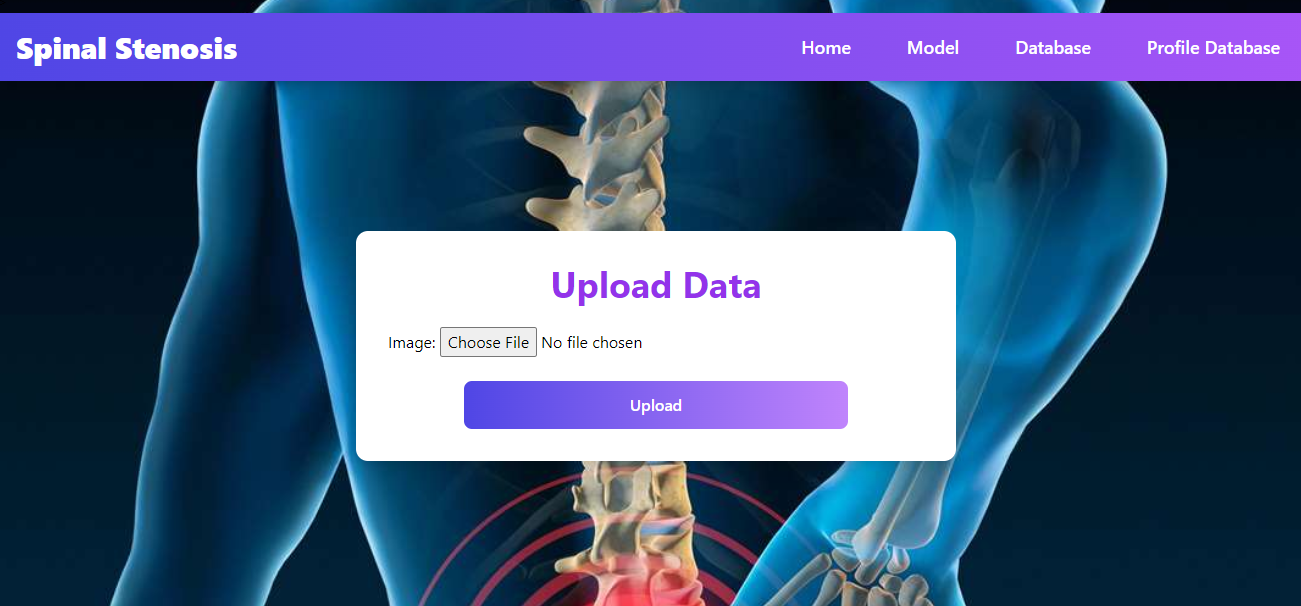 Spinal Stenosis Home Model Database Profile Database
Upload Data
Image: Choose File No file chosen
Upload